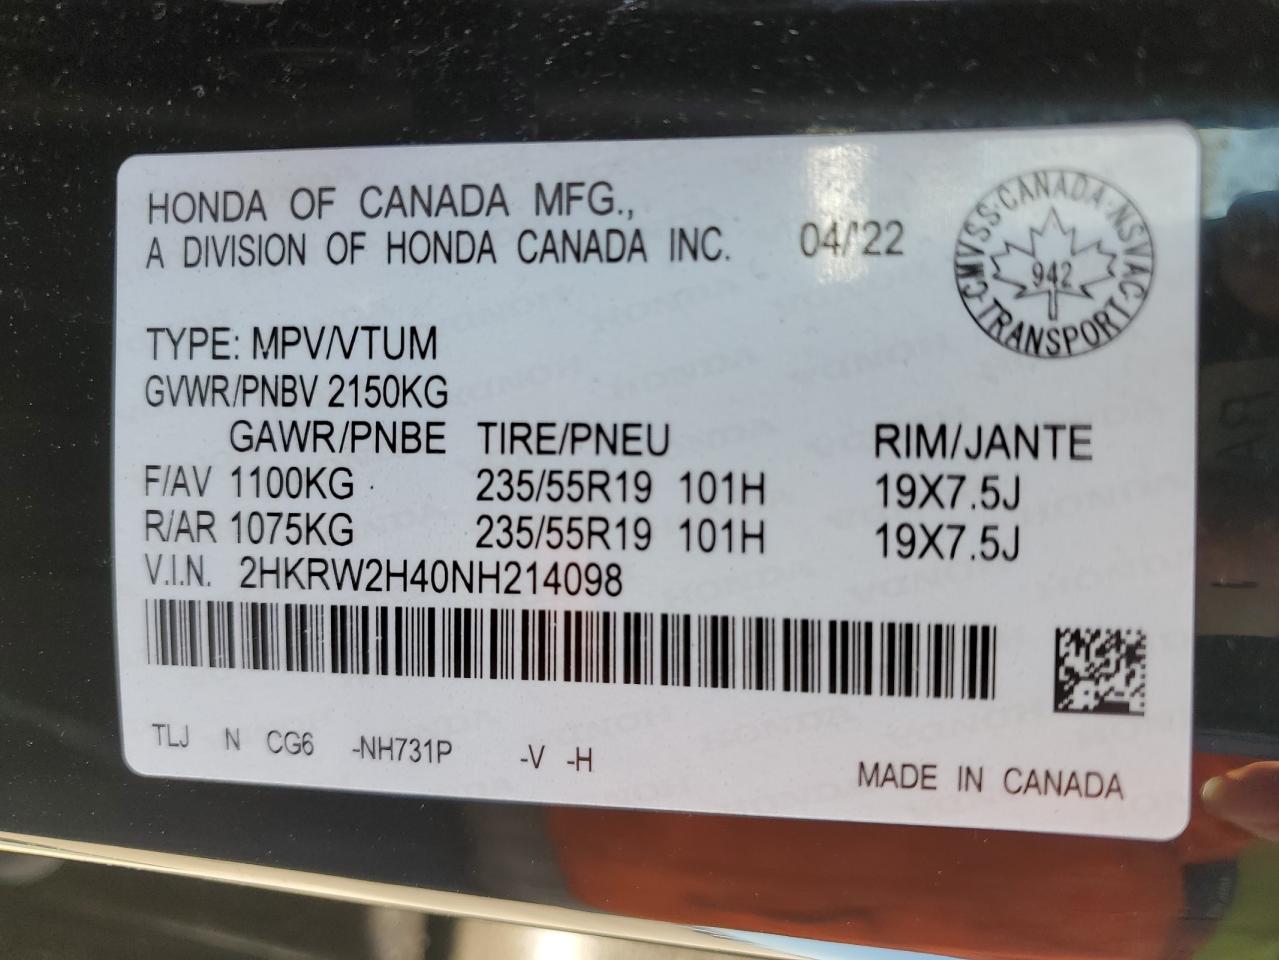 HONDA OF CANADA MFG.,
A DIVISION OF HONDA CANADA INC. 04/'22
CMVSS·CANADA·NSVAC·TRANSPORT
942
TYPE: MPV/VTUM
GVWR/PNBV 2150KG
GAWR/PNBE TIRE/PNEU RIM/JANTE
F/AV 1100KG 235/55R19 101H 19X7.5J
R/AR 1075KG 235/55R19 101H 19X7.5J
V.I.N. 2HKRW2H40NH214098
TLJ N CG6 -NH731P -V -H
MADE IN CANADA